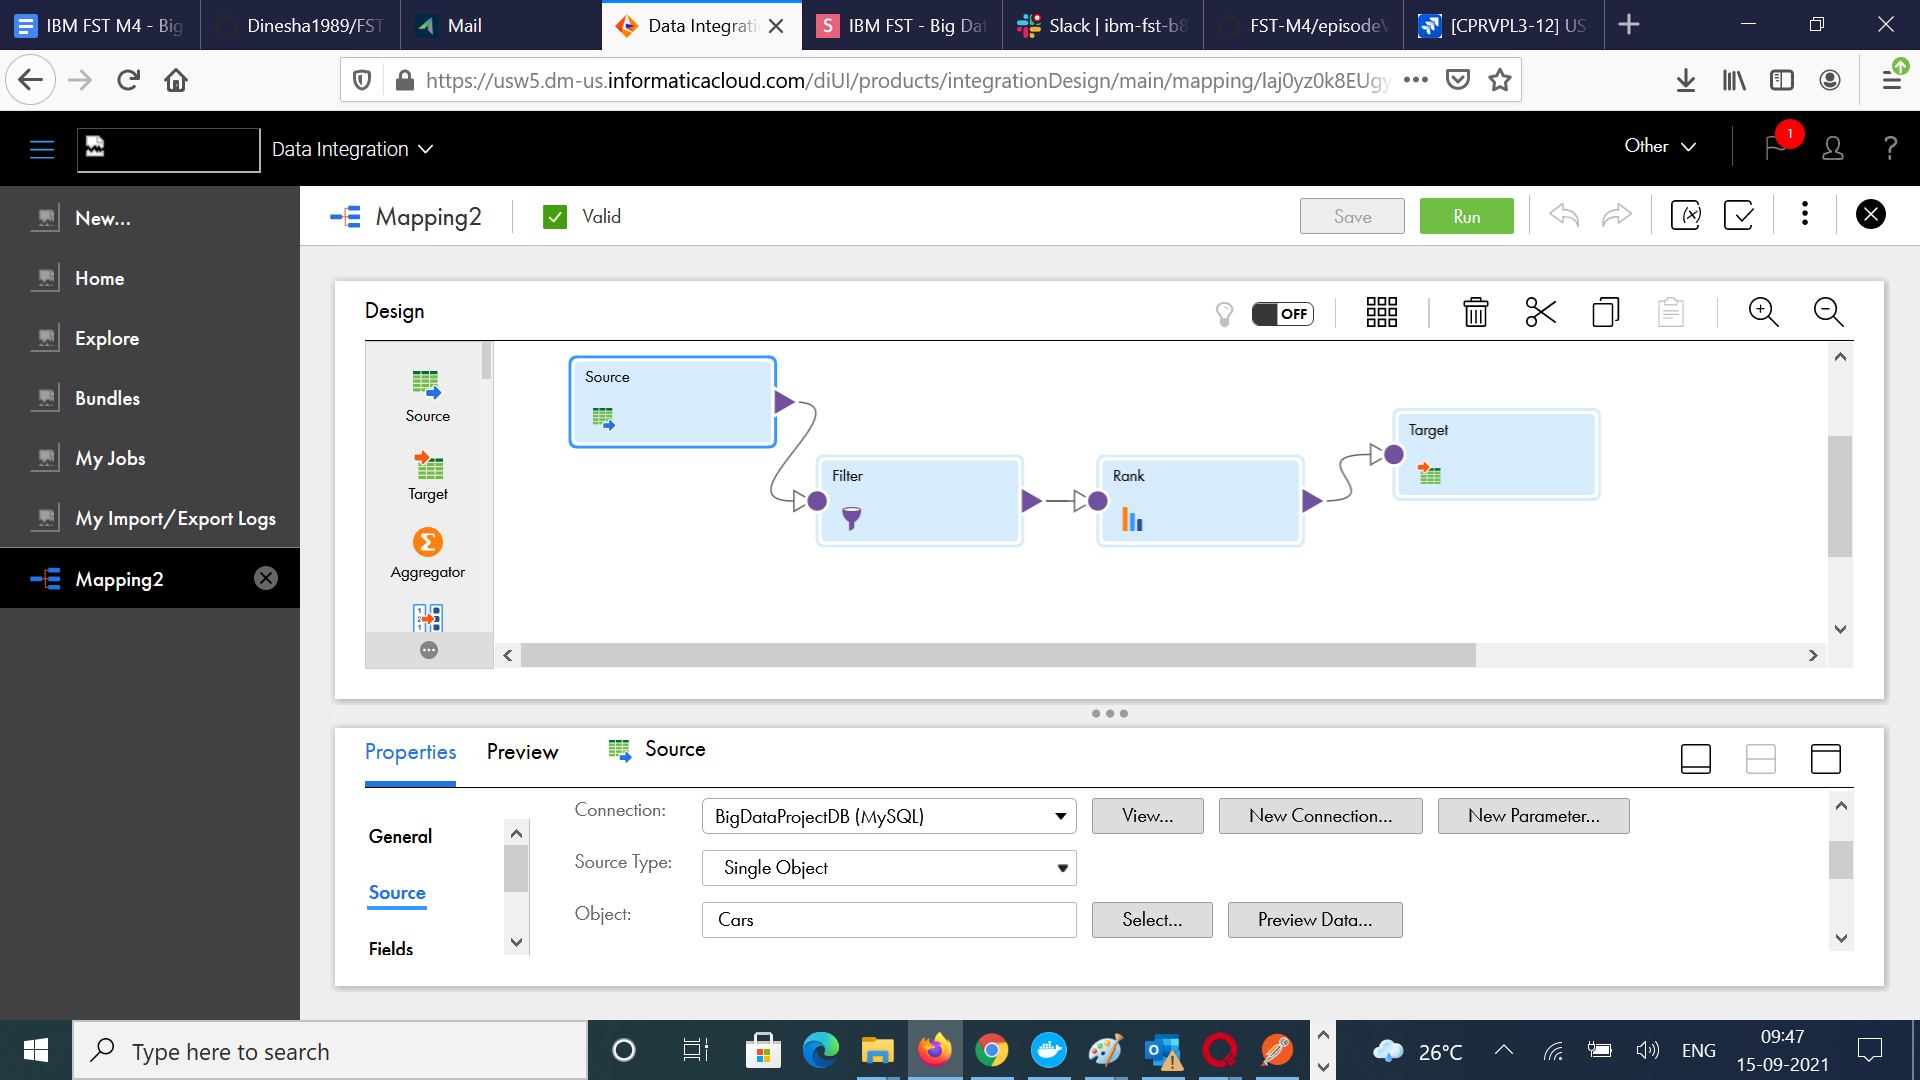 IBM FST M4 - Big
Dinesha1989/FST
Mail
Data Integrati
IBM FST - Big Dat
Slack | ibm-fst-b8
FST-M4/episodeV
[CPRVPL3-12] US
https://usw5.dm-us.informaticacloud.com/diUI/products/integrationDesign/main/mapping/laj0yz0k8EUgy
Data Integration
Other
1
?
New...
Home
Explore
Bundles
My Jobs
My Import/Export Logs
Mapping2
Mapping2
Valid
Save
Run
Design
OFF
Source
Target
Aggregator
Source
Filter
Rank
Target
Properties
Preview
Source
General
Source
Fields
Connection:
BigDataProjectDB (MySQL)
View...
New Connection...
New Parameter...
Source Type:
Single Object
Object:
Cars
Select...
Preview Data...
Type here to search
26°C
ENG
09:47
15-09-2021